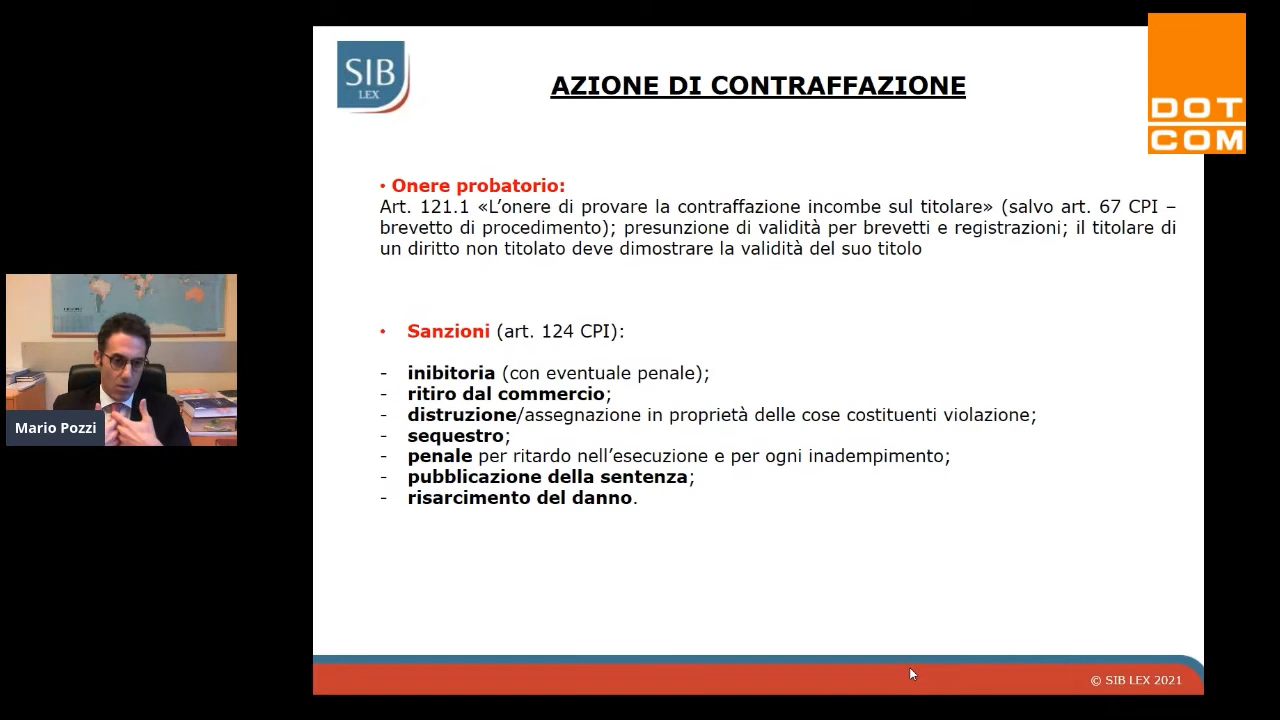 SIB
LEX
AZIONE DI CONTRAFFAZIONE
DOT
COM
• Onere probatorio:
Art. 121.1 «L’onere di provare la contraffazione incombe sul titolare» (salvo art. 67 CPI –
brevetto di procedimento); presunzione di validità per brevetti e registrazioni; il titolare di
un diritto non titolato deve dimostrare la validità del suo titolo
• Sanzioni (art. 124 CPI):
- inibitoria (con eventuale penale);
- ritiro dal commercio;
- distruzione/assegnazione in proprietà delle cose costituenti violazione;
- sequestro;
- penale per ritardo nell’esecuzione e per ogni inadempimento;
- pubblicazione della sentenza;
- risarcimento del danno.
Mario Pozzi
© SIB LEX 2021